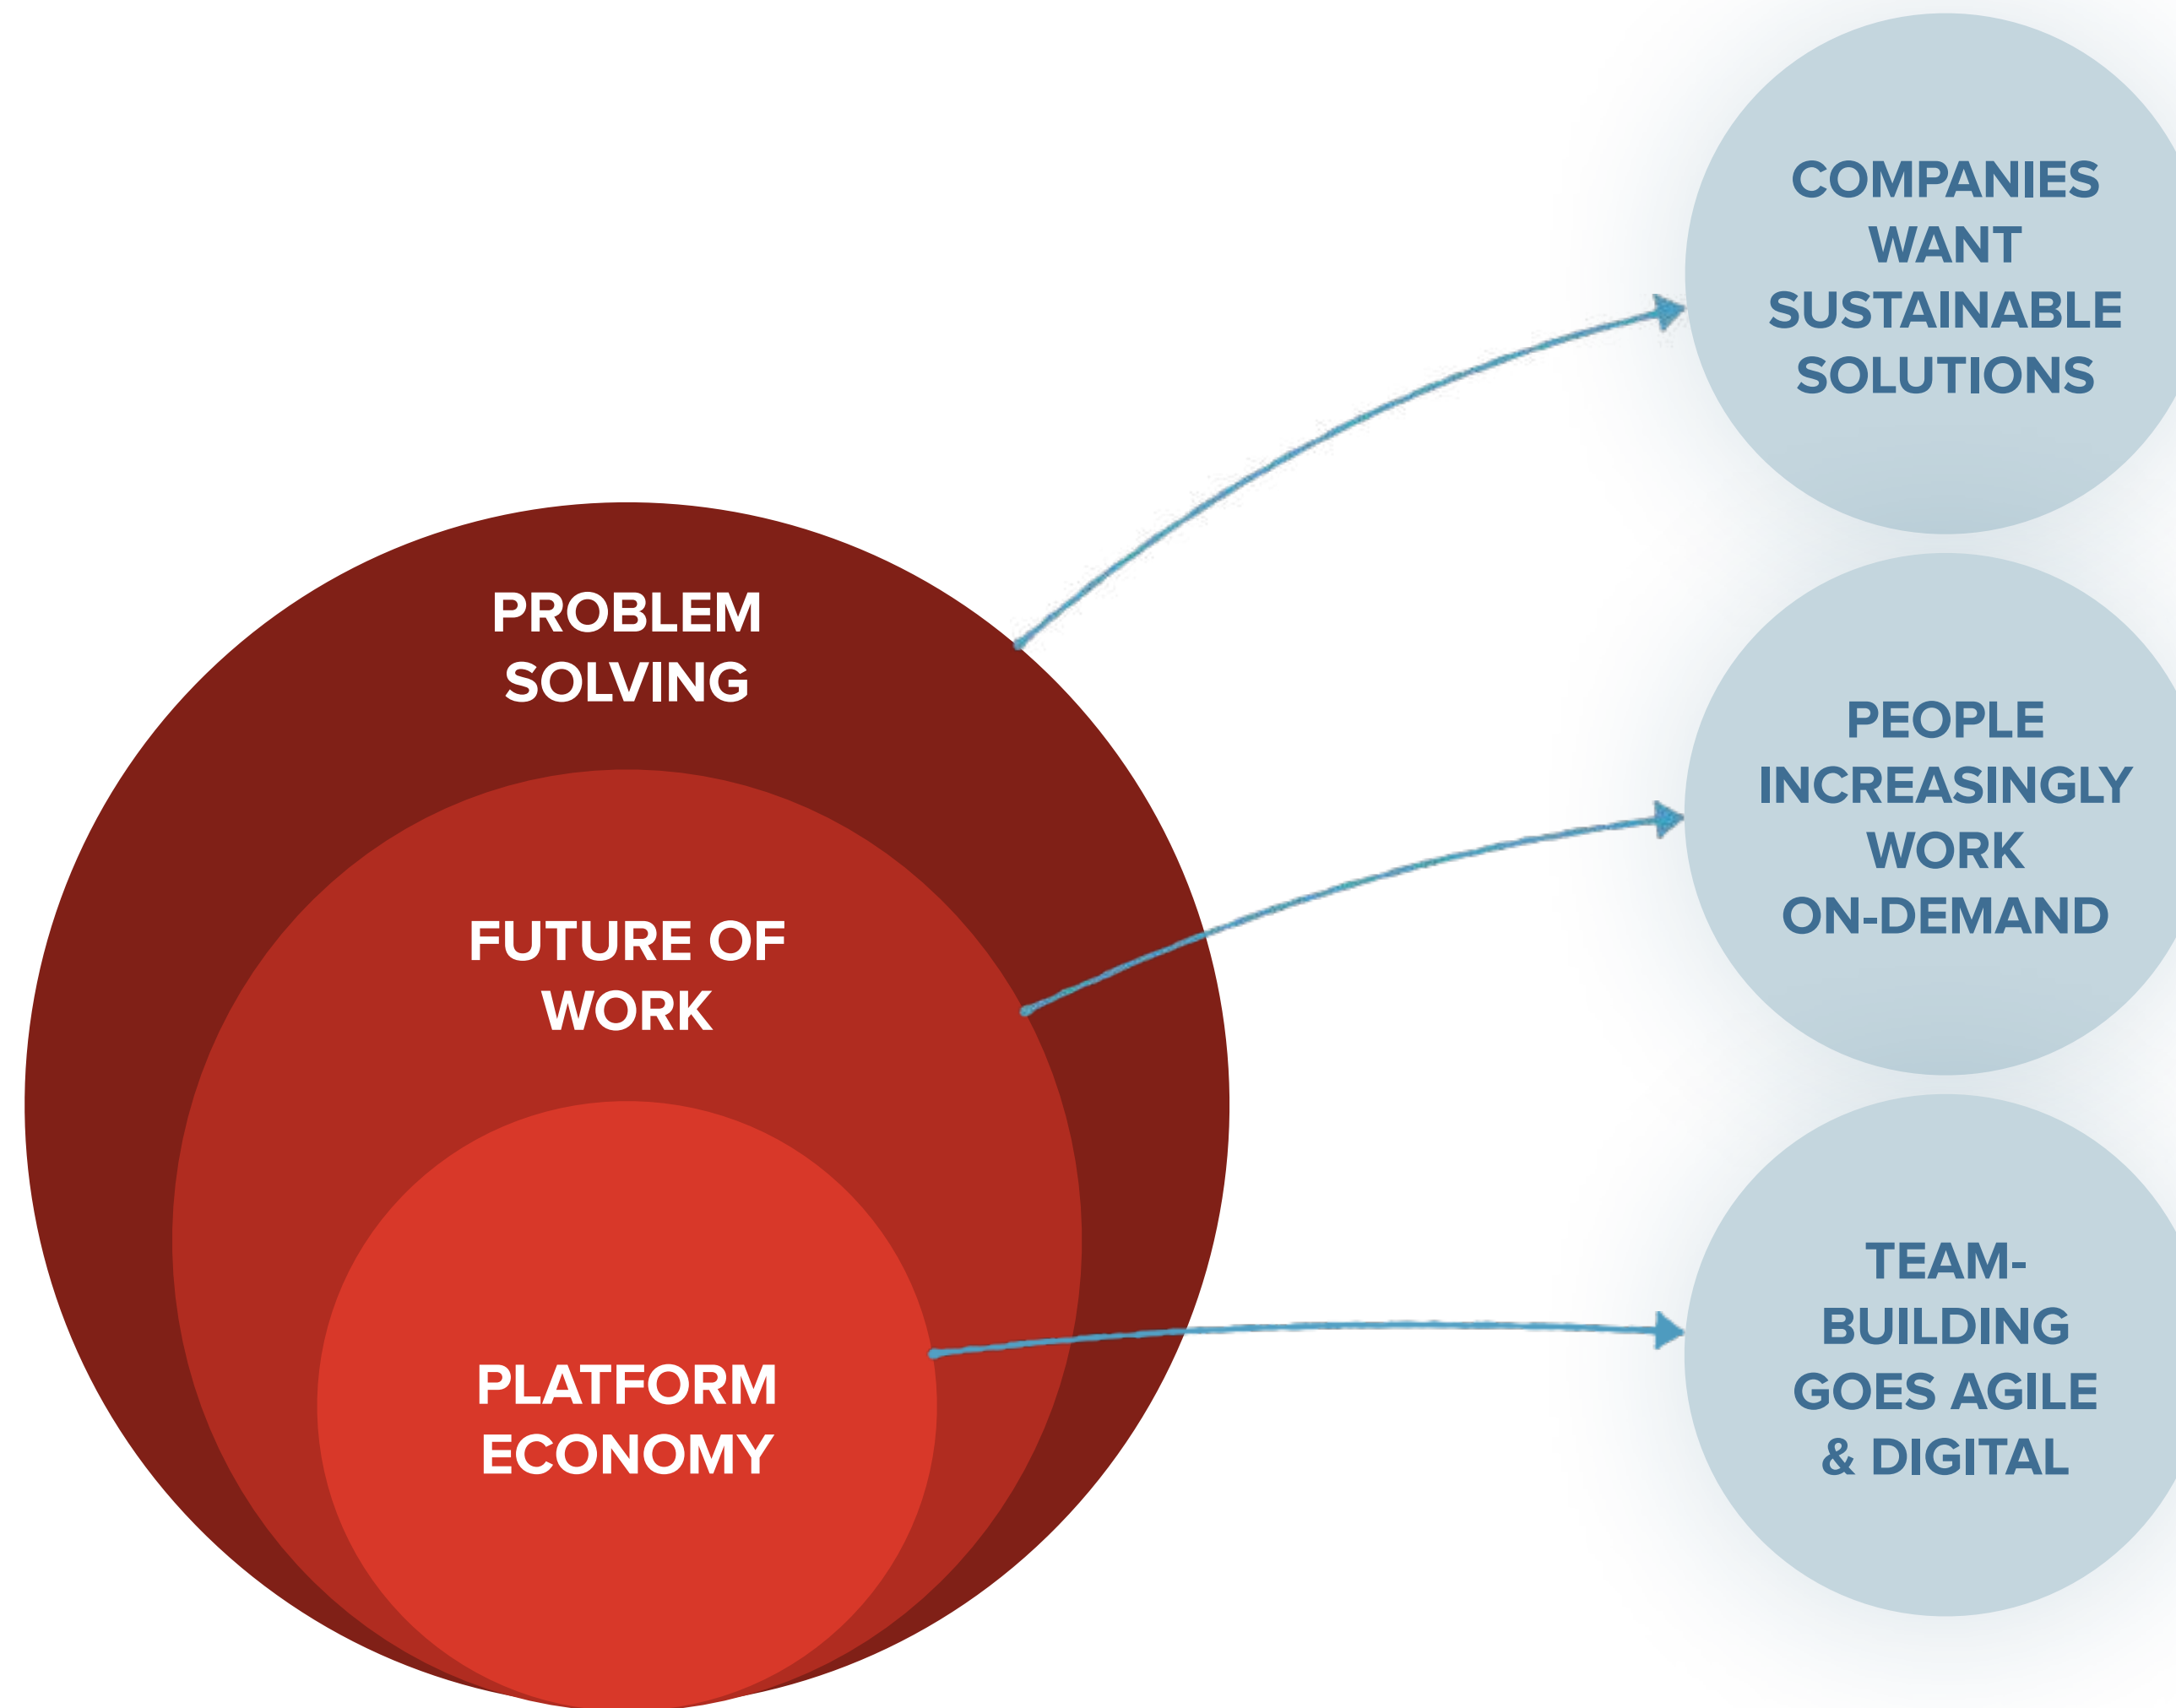 PROBLEM
SOLVING
FUTURE OF
WORK
PLATFORM
ECONOMY
COMPANIES
WANT
SUSTAINABLE
SOLUTIONS
PEOPLE
INCREASINGLY
WORK
ON-DEMAND
TEAM-
BUILDING
GOES AGILE
& DIGITAL